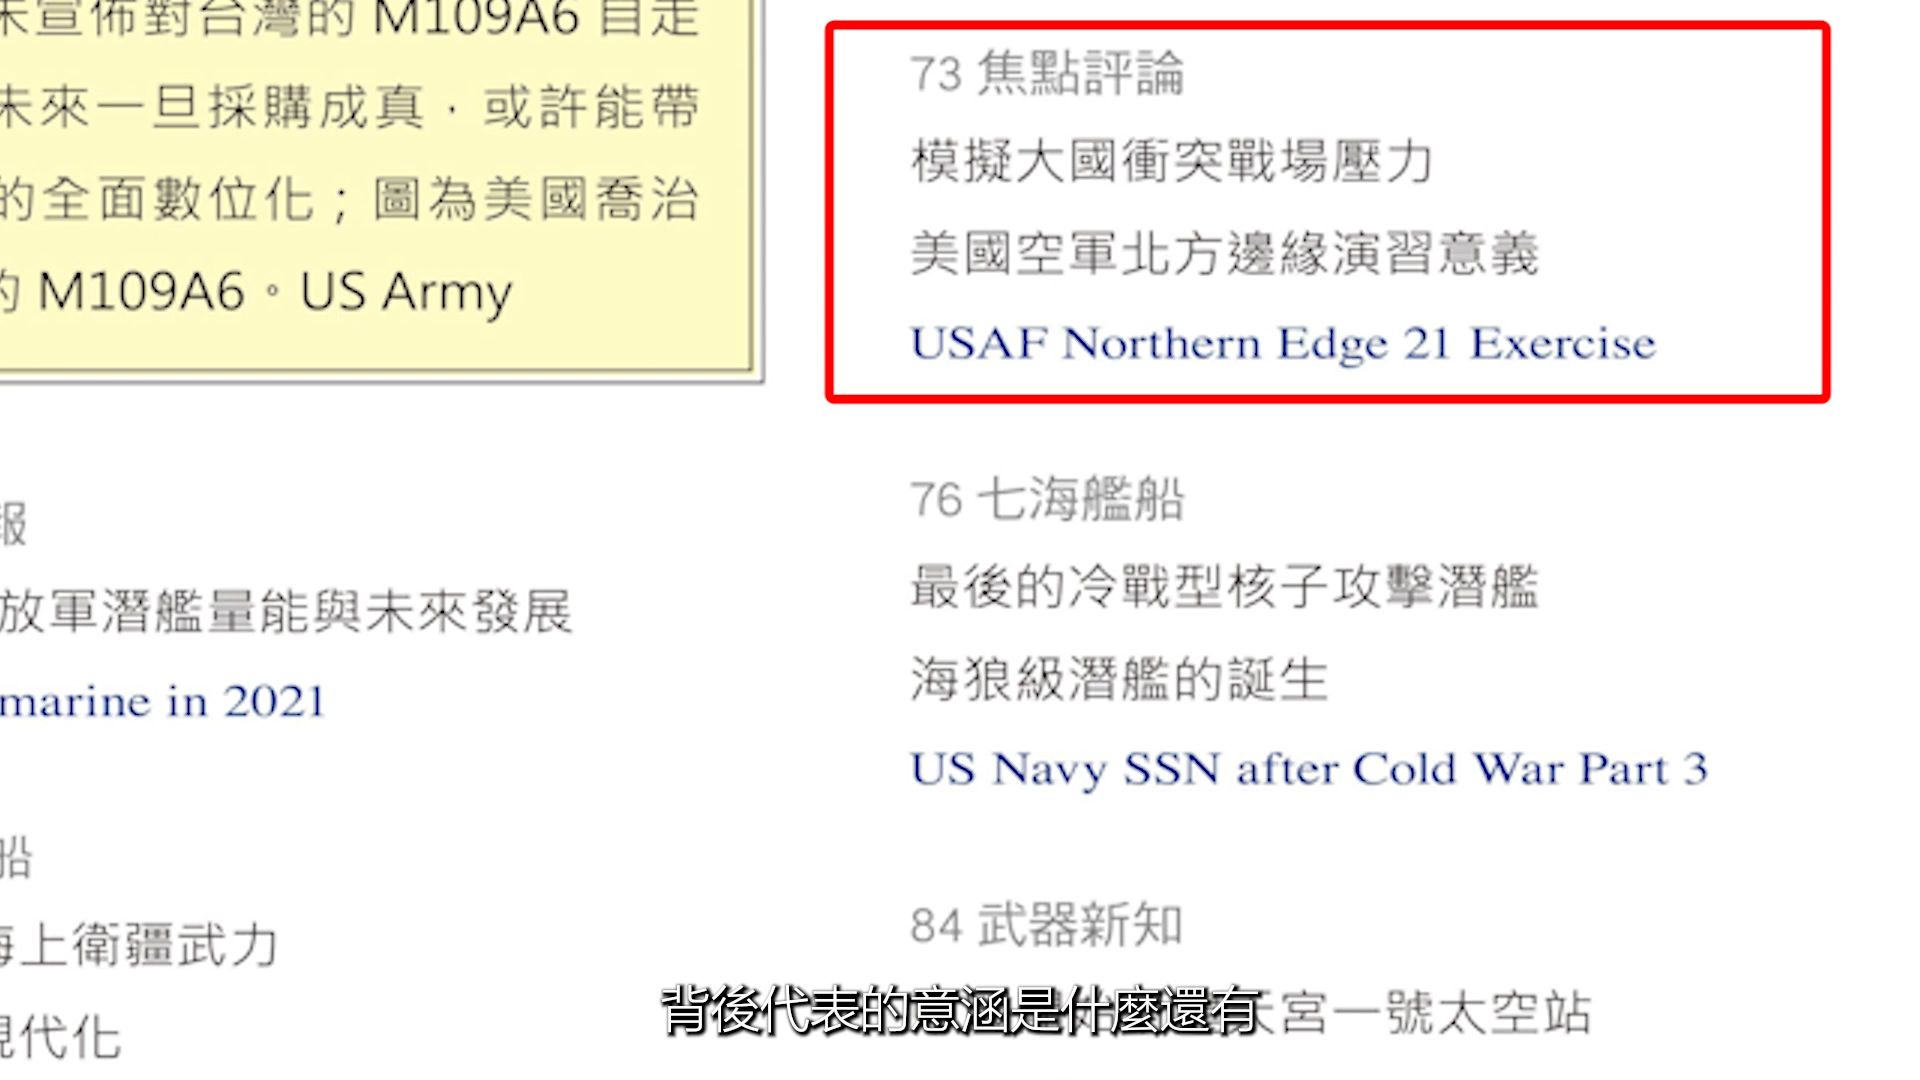 未宣佈對台灣的 M109A6 自走
未來一旦採購成真，或許能帶
的全面數位化；圖為美國喬治
的 M109A6。US Army
報
放軍潛艦量能與未來發展
marine in 2021
船
海上衛疆武力
現代化
73 焦點評論
模擬大國衝突戰場壓力
美國空軍北方邊緣演習意義
USAF Northern Edge 21 Exercise
76 七海艦船
最後的冷戰型核子攻擊潛艦
海狼級潛艦的誕生
US Navy SSN after Cold War Part 3
84 武器新知
天宮一號太空站
背後代表的意涵是什麼還有